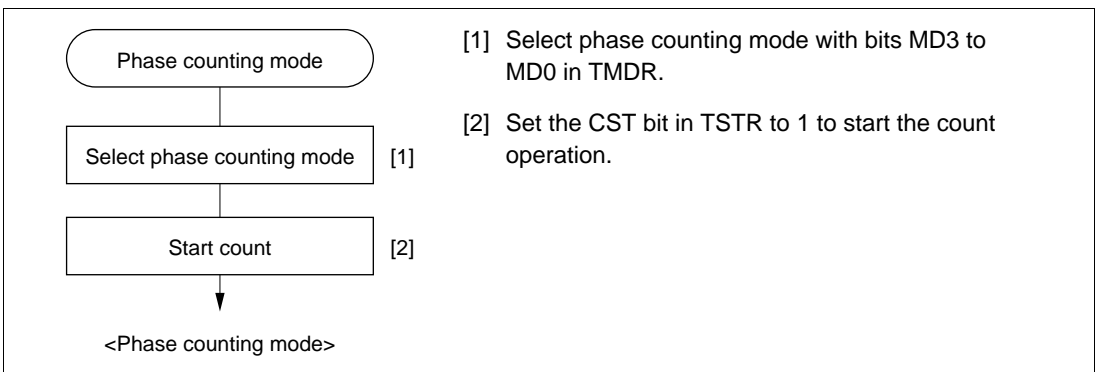 Phase counting mode
Select phase counting mode [1]
Start count [2]
<Phase counting mode>
[1] Select phase counting mode with bits MD3 to
MD0 in TMDR.
[2] Set the CST bit in TSTR to 1 to start the count
operation.